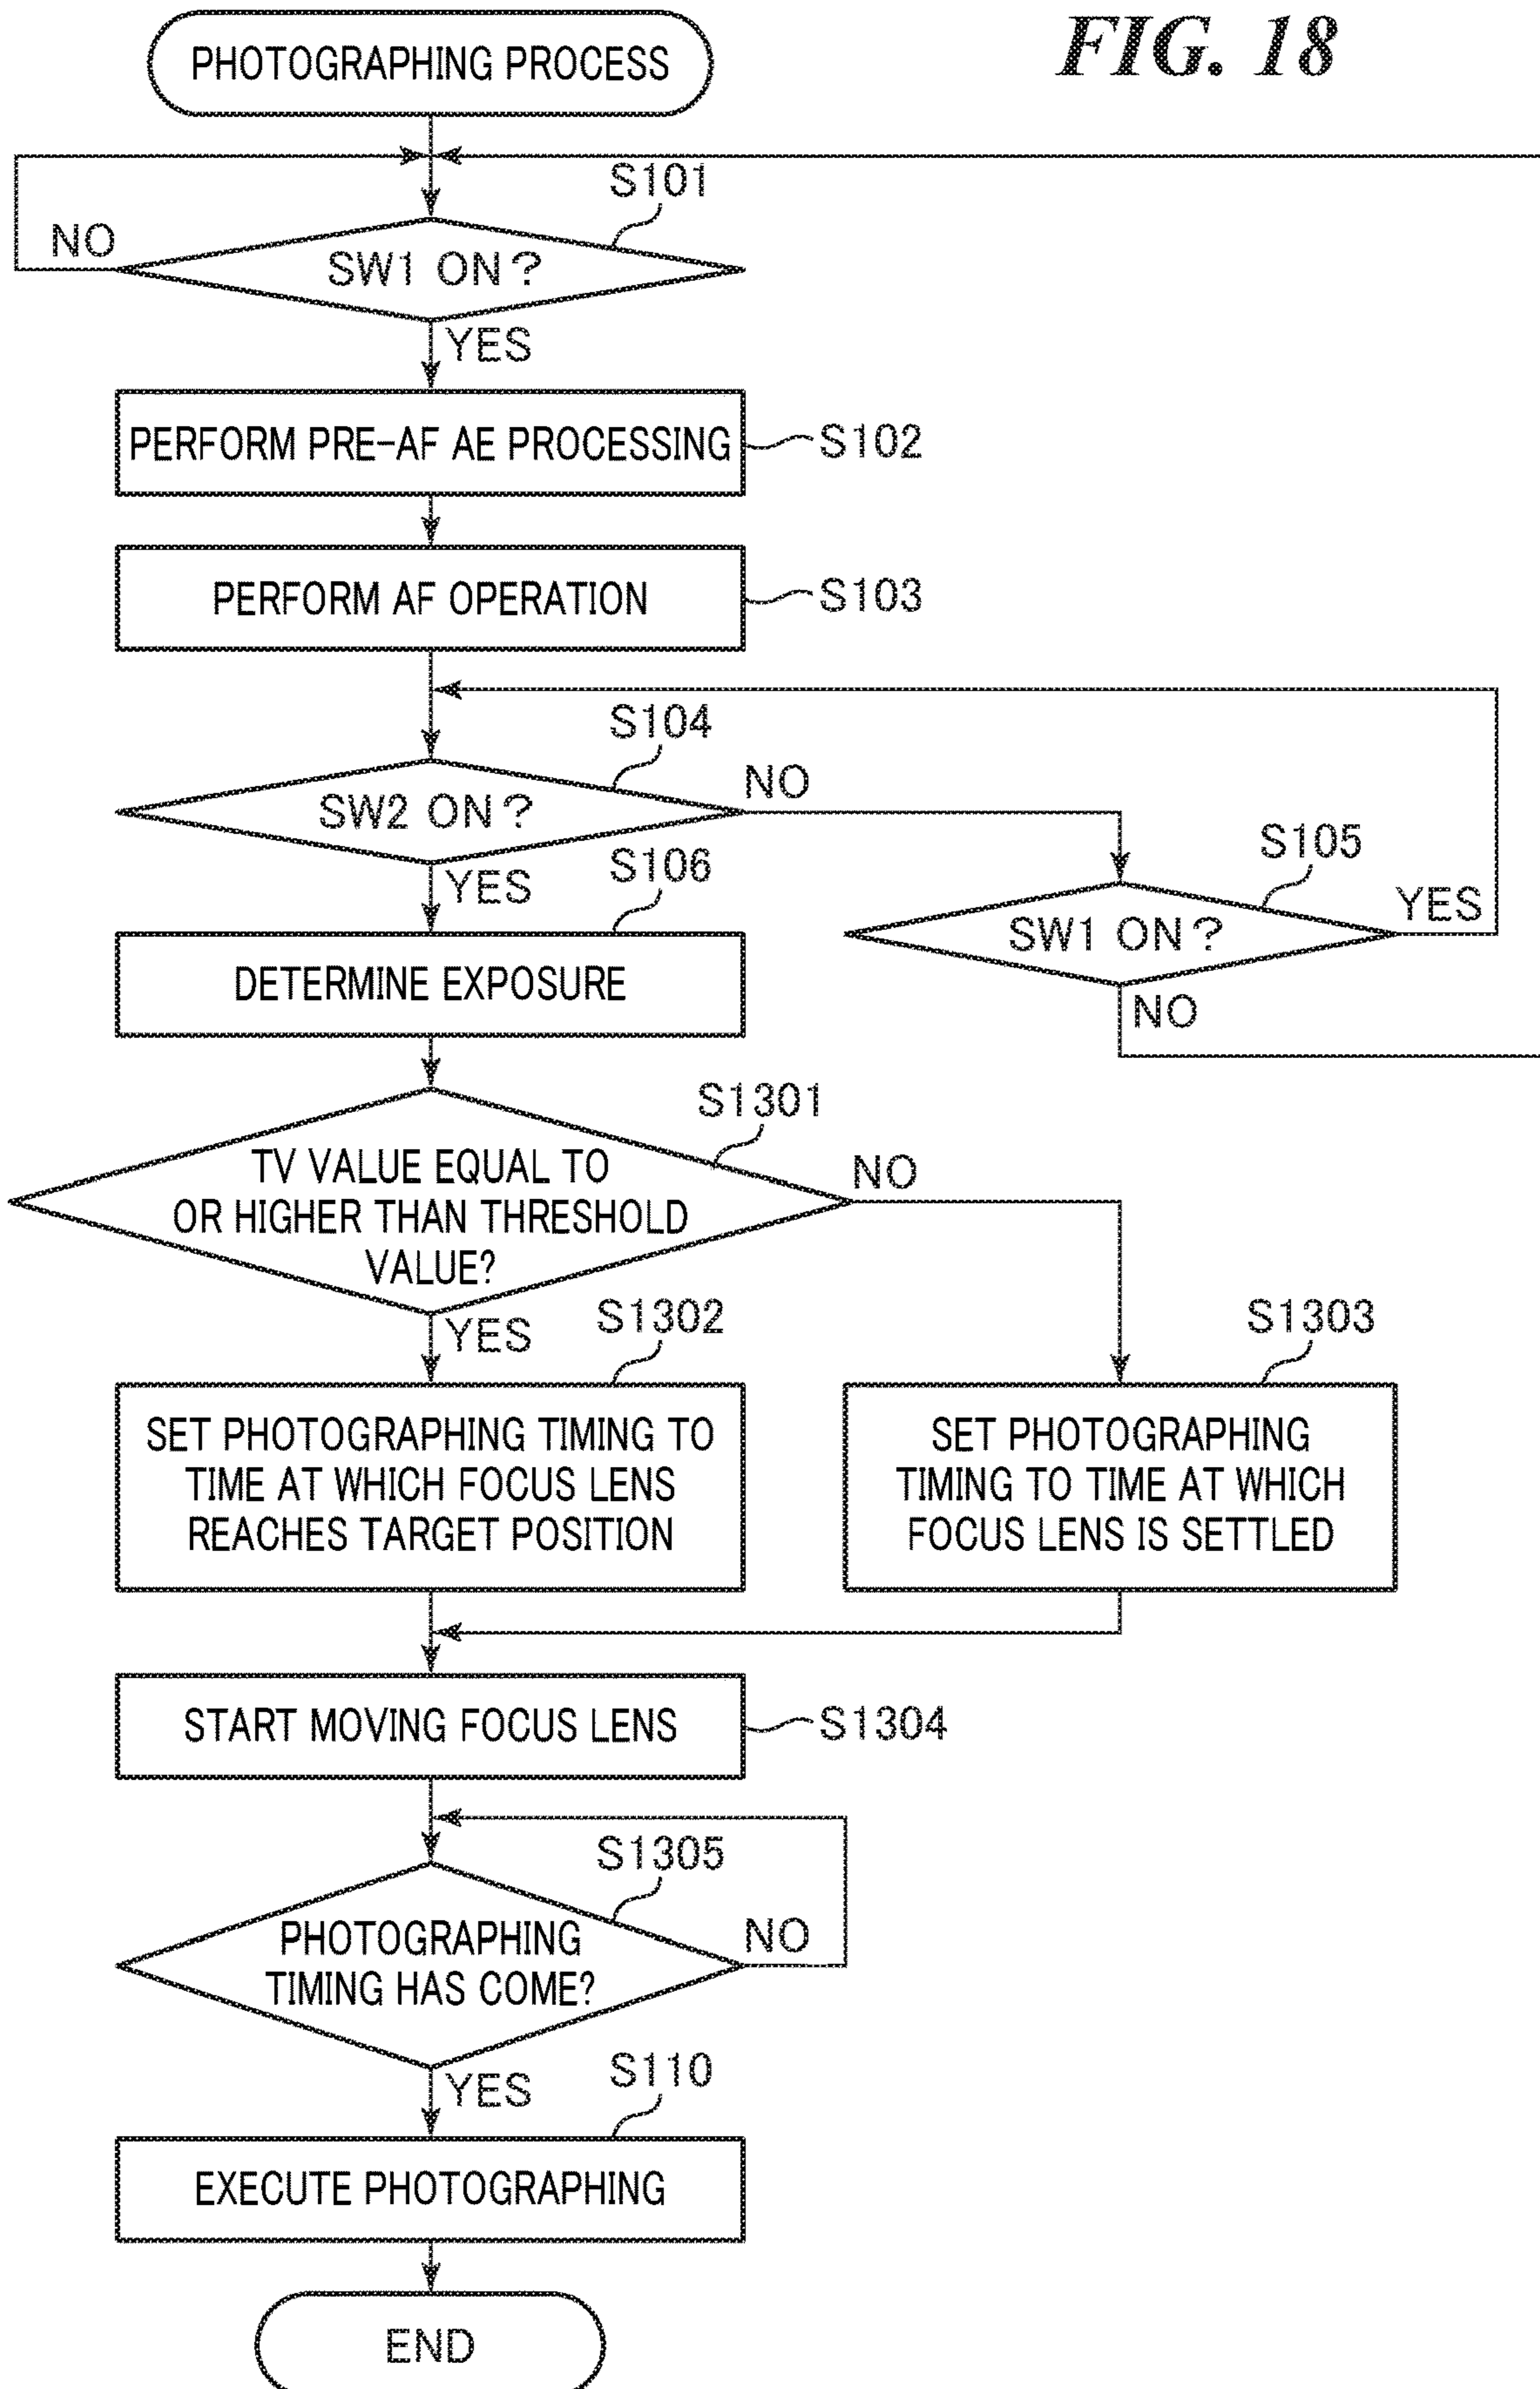 FIG. 18
PHOTOGRAPHING PROCESS
S101
NO
SW1 ON?
YES
PERFORM PRE-AF AE PROCESSING
S102
PERFORM AF OPERATION
S103
S104
SW2 ON?
NO
YES
S105
SW1 ON?
YES
NO
S106
DETERMINE EXPOSURE
S1301
TV VALUE EQUAL TO
OR HIGHER THAN THRESHOLD
VALUE?
NO
YES
S1302
SET PHOTOGRAPHING TIMING TO
TIME AT WHICH FOCUS LENS
REACHES TARGET POSITION
S1303
SET PHOTOGRAPHING
TIMING TO TIME AT WHICH
FOCUS LENS IS SETTLED
START MOVING FOCUS LENS
S1304
S1305
PHOTOGRAPHING
TIMING HAS COME?
NO
YES
S110
EXECUTE PHOTOGRAPHING
END